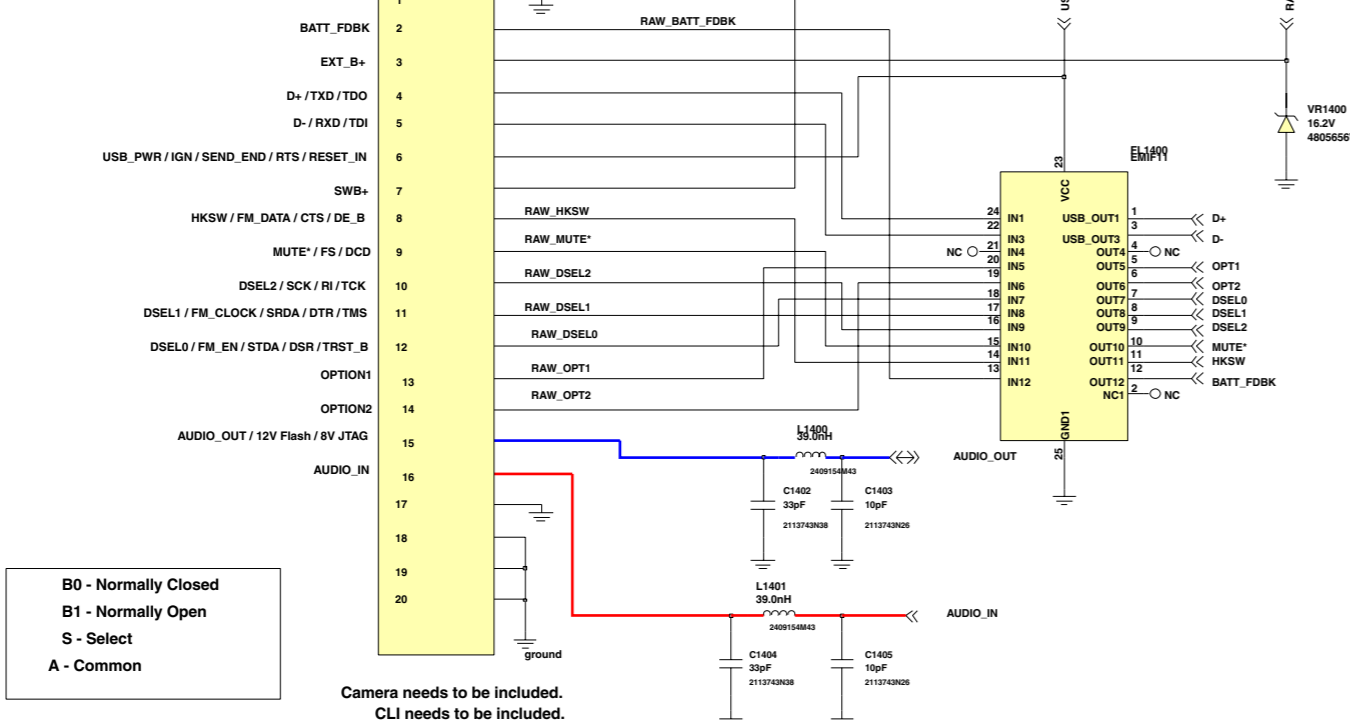 1
BATT_FDBK 2 RAW_BATT_FDBK
EXT_B+ 3
D+ / TXD / TDO 4
D- / RXD / TDI 5
USB_PWR / IGN / SEND_END / RTS / RESET_IN 6
SWB+ 7
HKSW / FM_DATA / CTS / DE_B 8 RAW_HKSW
MUTE* / FS / DCD 9 RAW_MUTE*
DSEL2 / SCK / RI / TCK 10 RAW_DSEL2
DSEL1 / FM_CLOCK / SRDA / DTR / TMS 11 RAW_DSEL1
DSEL0 / FM_EN / STDA / DSR / TRST_B 12 RAW_DSEL0
OPTION1 13 RAW_OPT1
OPTION2 14 RAW_OPT2
AUDIO_OUT / 12V Flash / 8V JTAG 15
AUDIO_IN 16
17
18
19
20
ground
VR1400
16.2V
FL1400
EMIF11
23
VCC
24 IN1 USB_OUT1 1 D+
22 IN3 USB_OUT3 3 D-
NC 21 IN4 OUT4 4 NC
20 IN5 OUT5 5 OPT1
19 IN6 OUT6 6 OPT2
18 IN7 OUT7 7 DSEL0
17 IN8 OUT8 8 DSEL1
16 IN9 OUT9 9 DSEL2
15 IN10 OUT10 10 MUTE*
14 IN11 OUT11 11 HKSW
13 IN12 OUT12 12 BATT_FDBK
NC1 2 NC
GND1
25
L1400
39.0nH
2409154M43
AUDIO_OUT
C1402
33pF
2113743N38
C1403
10pF
2113743N26
L1401
39.0nH
2409154M43
AUDIO_IN
C1404
33pF
2113743N38
C1405
10pF
2113743N26
B0 - Normally Closed
B1 - Normally Open
S - Select
A - Common
Camera needs to be included.
CLI needs to be included.